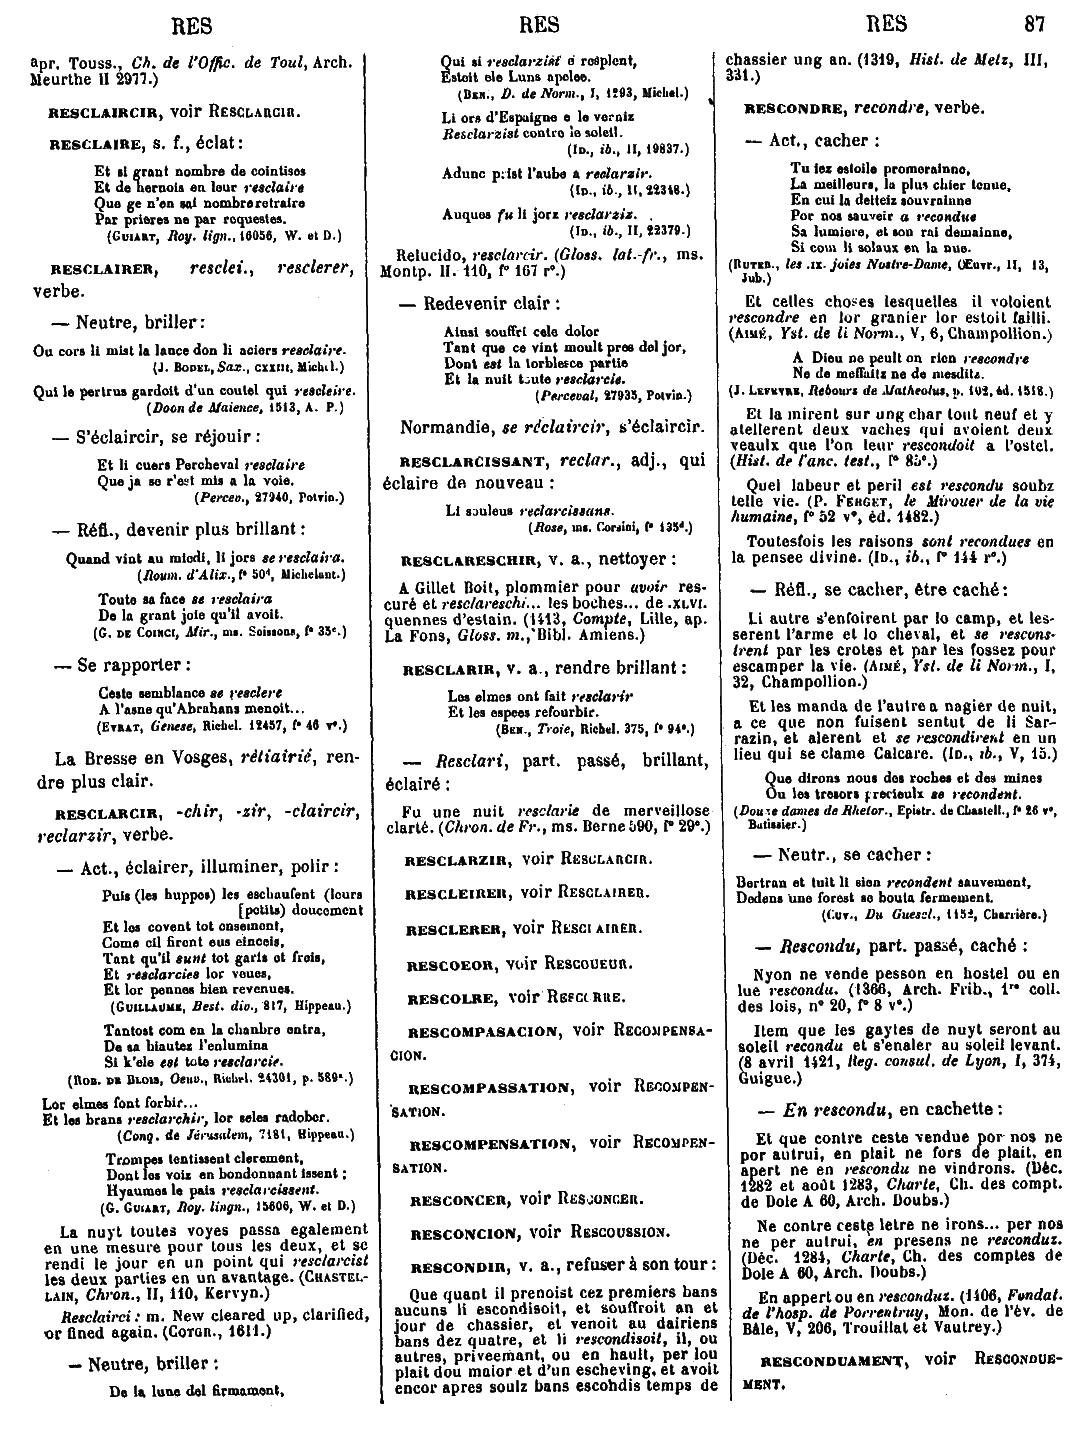 RES
RES
RES
87
apr. Touss., Ch. de l'Offic. de Toul, Arch.
Meurthe II 2977.)
RESCLAIRCIR, voir RESCLARCIR.
RESCLAIRE, s. f., éclat :
Et si grant nombre de cointises
Et de hernois en leur resclaire
Que ge n'en sai nombre retraire
Par prieres ne par requestes.
(GUIART, Roy. lign., 16056, W. et D.)
RESCLAIRER, resclei., resclerer,
verbe.
— Neutre, briller :
Ou cors li mist la lance don li aciers resclaire.
(J. BODEL, Sax., CXXIII, Michel.)
Qui le pertrus gardoit d'un coutel qui rescleire.
(Doon de Maience, 1513, A. P.)
— S'éclaircir, se réjouir :
Et li cuers Percheval resclaire
Que ja se r'est mis a la voie.
(Percev., 27940, Potvin.)
— Réfl., devenir plus brillant :
Quand vint au miedi, li jors se resclaira.
(Roum. d'Alix., f° 50ᵈ, Michelant.)
Toute sa face se resclaira
De la grant joie qu'il avoit.
(G. DE COINCI, Mir., ms. Soissons, f° 35ᶜ.)
— Se rapporter :
Ceste semblance se resclere
A l'asne qu'Abrahans menoit...
(EVRAT, Genese, Richel. 12457, f° 46 v°.)
La Bresse en Vosges, rétiairié, ren-
dre plus clair.
RESCLARCIR, -chir, -zir, -claircir,
reclarzir, verbe.
— Act., éclairer, illuminer, polir :
Puis (les huppes) les eschaufent (leurs
[petits) doucement
Et les covent tot ensement,
Come cil firent eus einceis,
Tant qu'il sunt tot garis et freis,
Et resclarcies lor veues,
Et lor pennes bien revenues.
(GUILLAUME, Best. div., 817, Hippeau.)
Tantost com en la chanbre entra,
De sa biautez l'enlumina
Si k'ele est tote resclarcie.
(ROB. DE BLOIS, Oeuv., Richel. 24301, p. 589ᵃ.)
Lor elmes font forbir...
Et les brans resclarchir, lor seles radober.
(Conq. de Jérusalem, 7181, Hippeau.)
Trompes tentissent clerement,
Dont les voiz en bondonnant issent ;
Hyaumes le païs resclarcissent.
(G. GUIART, Roy. lingn., 15606, W. et D.)
La nuyt toutes voyes passa egalement
en une mesure pour tous les deux, et se
rendi le jour en un point qui resclarcist
les deux parties en un avantage. (CHASTEL-
LAIN, Chron., II, 110, Kervyn.)
Resclairci : m. New cleared up, clarified,
or fined again. (COTGR., 1611.)
— Neutre, briller :
De la lune del firmament,
Qui si resclarzist e resplent,
Estoit ele Luna apelee.
(BEN., D. de Norm., I, 1293, Michel.)
Li ors d'Espaigne e le verniz
Resclarzist contre le soleil.
(ID., ib., II, 19837.)
Adunc prist l'aube a reclarzir.
(ID., ib., II, 22348.)
Auques fu li jorz resclarziz.
(ID., ib., II, 22379.)
Relucido, resclarcir. (Gloss. lat.-fr., ms.
Montp. H. 110, f° 167 r°.)
— Redevenir clair :
Ainsi souffri cele dolor
Tant que ce vint moult pres del jor,
Dont est la torblesce partie
Et la nuit toute resclarcie.
(Perceval, 27935, Potvin.)
Normandie, se réclaircir, s'éclaircir.
RESCLARCISSANT, reclar., adj., qui
éclaire de nouveau :
Li souleus reclarcissans.
(Rose, ms. Corsini, f° 135ᵈ.)
RESCLARESCHIR, v. a., nettoyer :
A Gillet Boit, plommier pour avoir res-
curé et resclareschi... les boches... de .XLVI.
quennes d'estain. (1413, Compte, Lille, ap.
La Fons, Gloss. m., Bibl. Amiens.)
RESCLARIR, v. a., rendre brillant :
Les elmes ont fait resclarir
Et les espees refourbir.
(BEN., Troie, Richel. 375, f° 94ᵃ.)
— Resclari, part. passé, brillant,
éclairé :
Fu une nuit resclarie de merveillose
clarté. (Chron. de Fr., ms. Berne 590, f° 29ᵃ.)
RESCLARZIR, voir RESCLARCIR.
RESCLEIRER, voir RESCLAIRER.
RESCLERER, voir RESCLAIRER.
RESCOEOR, voir RESCOUEUR.
RESCOLRE, voir
RESCOMPASACION, voir RECOMPENSA-
CION.
RESCOMPASSATION, voir RECOMPEN-
SATION.
RESCOMPENSATION, voir RECOMPEN-
SATION.
RESCONCER, voir RESCONCER.
RESCONCION, voir RESCOUSSION.
RESCONDIR, v. a., refuser à son tour :
Que quant il prenoist cez premiers bans
aucuns li escondisoit, et souffroit an et
jour de chassier, et venoit au dairiens
bans dez quatre, et li rescondisoit, il, ou
autres, priveemant, ou en hault, per lou
plait dou maior et d'un escheving, et avoit
encor apres soulz bans escohdis temps de
chassier ung an. (1319, Hist. de Metz, III,
331.)
RESCONDRE, recondre, verbe.
— Act., cacher :
Tu iez estoile promerainne,
La meilleurs, la plus chier tenue,
En cui la deiteiz souvrainne
Por nos sauveir a recondue
Sa lumiere, et son rai demainne,
Si com li solaux en la nue.
(RUTEB., les .IX. joies Nostre-Dame, Œuvr., II, 13,
Jub.)
Et celles choses lesquelles il voloient
rescondre en lor granier lor estoit failli.
(AIMÉ, Yst. de li Norm., V, 6, Champollion.)
A Dieu ne peult on rien rescondre
Ne de meffaitz ne de mesditz.
(J. LEFEVRE, Rebours de Matheolus, p. 102, éd. 1518.)
Et la mirent sur ung char tout neuf et y
atellerent deux vaches qui avoient deux
veaulx que l'on leur rescondoit a l'ostel.
(Hist. de l'anc. test., f° 85ᵉ.)
Quel labeur et peril est rescondu soubz
telle vie. (P. FERGET, le Mirouer de la vie
humaine, f° 52 v°, éd. 1482.)
Toutesfois les raisons sont recondues en
la pensee divine. (ID., ib., f° 144 r°.)
— Réfl., se cacher, être caché :
Li autre s'enfoirent par lo camp, et les-
serent l'arme et lo cheval, et se rescons-
trent par les crotes et par les fossez pour
escamper la vie. (AIMÉ, Yst. de li Norm., I,
32, Champollion.)
Et les manda de l'autre a nagier de nuit,
a ce que non fuisent sentut de li Sar-
razin, et alerent et se rescondirent en un
lieu qui se clame Calcare. (ID., ib., V, 15.)
Que dirons nous des roches et des mines
Ou les tresors precieulx se rescondent.
(Douze dames de Rhetor., Epistr. de Chastell., f° 26 v°,
Batissier.)
— Neutr., se cacher :
Bertran et tuit li sien recondent sauvement,
Dedens une forest se bouta fermement.
(CUV., Du Guescl., 1152, Charrière.)
— Rescondu, part. passé, caché :
Nyon ne vende pesson en hostel ou en
lue rescondu. (1366, Arch. Frib., 1ʳᵉ coll.
des lois, n° 20, f° 8 v°.)
Item que les gaytes de nuyt seront au
soleil recondu et s'enaler au soleil levant.
(8 avril 1421, Reg. consul. de Lyon, I, 374,
Guigue.)
— En rescondu, en cachette :
Et que contre ceste vendue por nos ne
por autrui, en plait ne fors de plait, en
apert ne en rescondu ne vindrons. (Déc.
1282 et août 1283, Charte, Ch. des compt.
de Dole A 60, Arch. Doubs.)
Ne contre ceste letre ne irons... per nos
ne per autrui, en presens ne resconduz.
(Déc. 1284, Charte, Ch. des comptes de
Dole A 60, Arch. Doubs.)
En appert ou en resconduz. (1406, Fundat.
de l'hosp. de Porrentruy, Mon. de l'év. de
Bâle, V, 206, Trouillat et Vautrey.)
RESCONDUAMENT, voir RESCONDUE-
MENT.